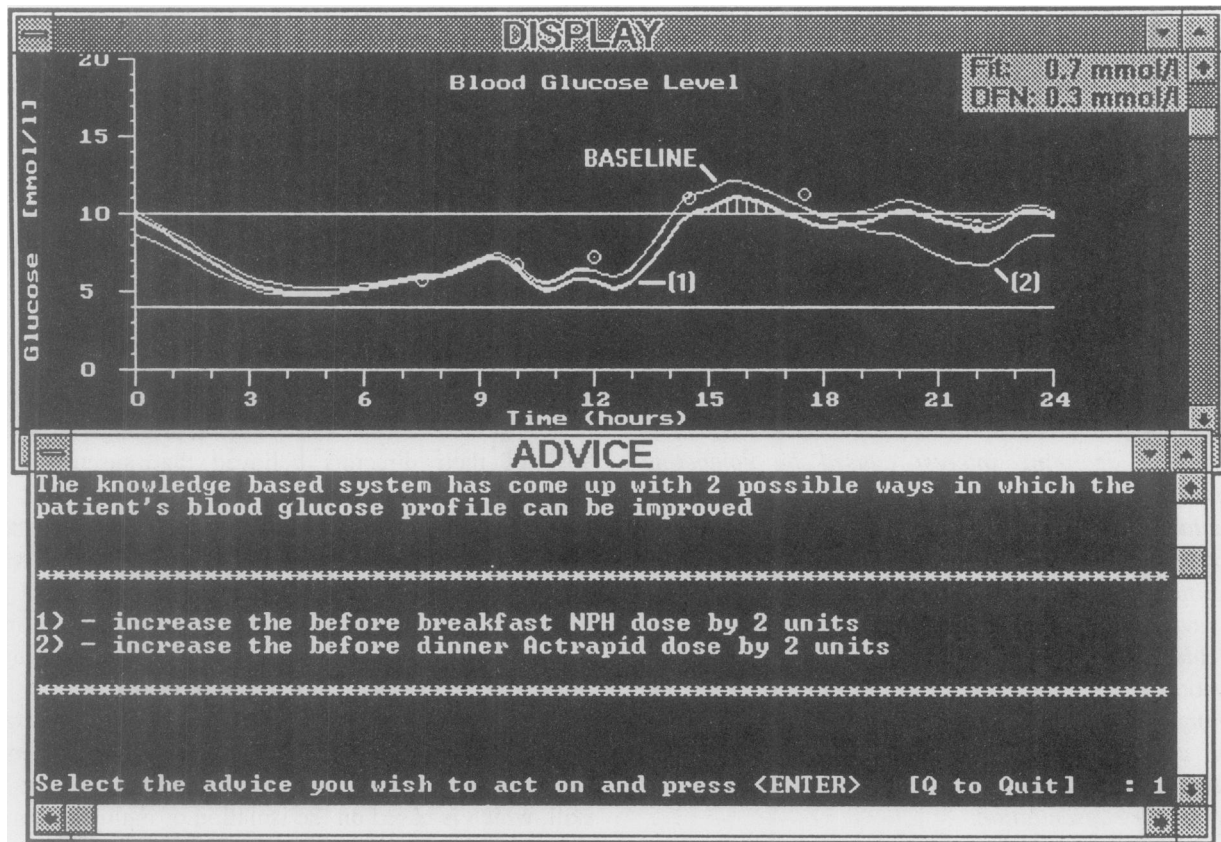 DISPLAY
Fit: 0.7 mmol/l
DFN: 0.3 mmol/l
Blood Glucose Level
Glucose [mmol/l]
20
15
10
5
0
BASELINE
(1)
(2)
0 3 6 9 12 15 18 21 24
Time (hours)
ADVICE
The knowledge based system has come up with 2 possible ways in which the
patient's blood glucose profile can be improved
**************************************************************************
1) - increase the before breakfast NPH dose by 2 units
2) - increase the before dinner Actrapid dose by 2 units
**************************************************************************
Select the advice you wish to act on and press <ENTER> [Q to Quit] : 1